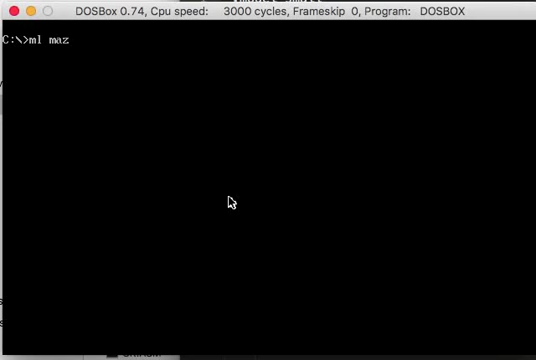 DOSBox 0.74, Cpu speed: 3000 cycles, Frameskip 0, Program: DOSBOX
C:\>ml maz